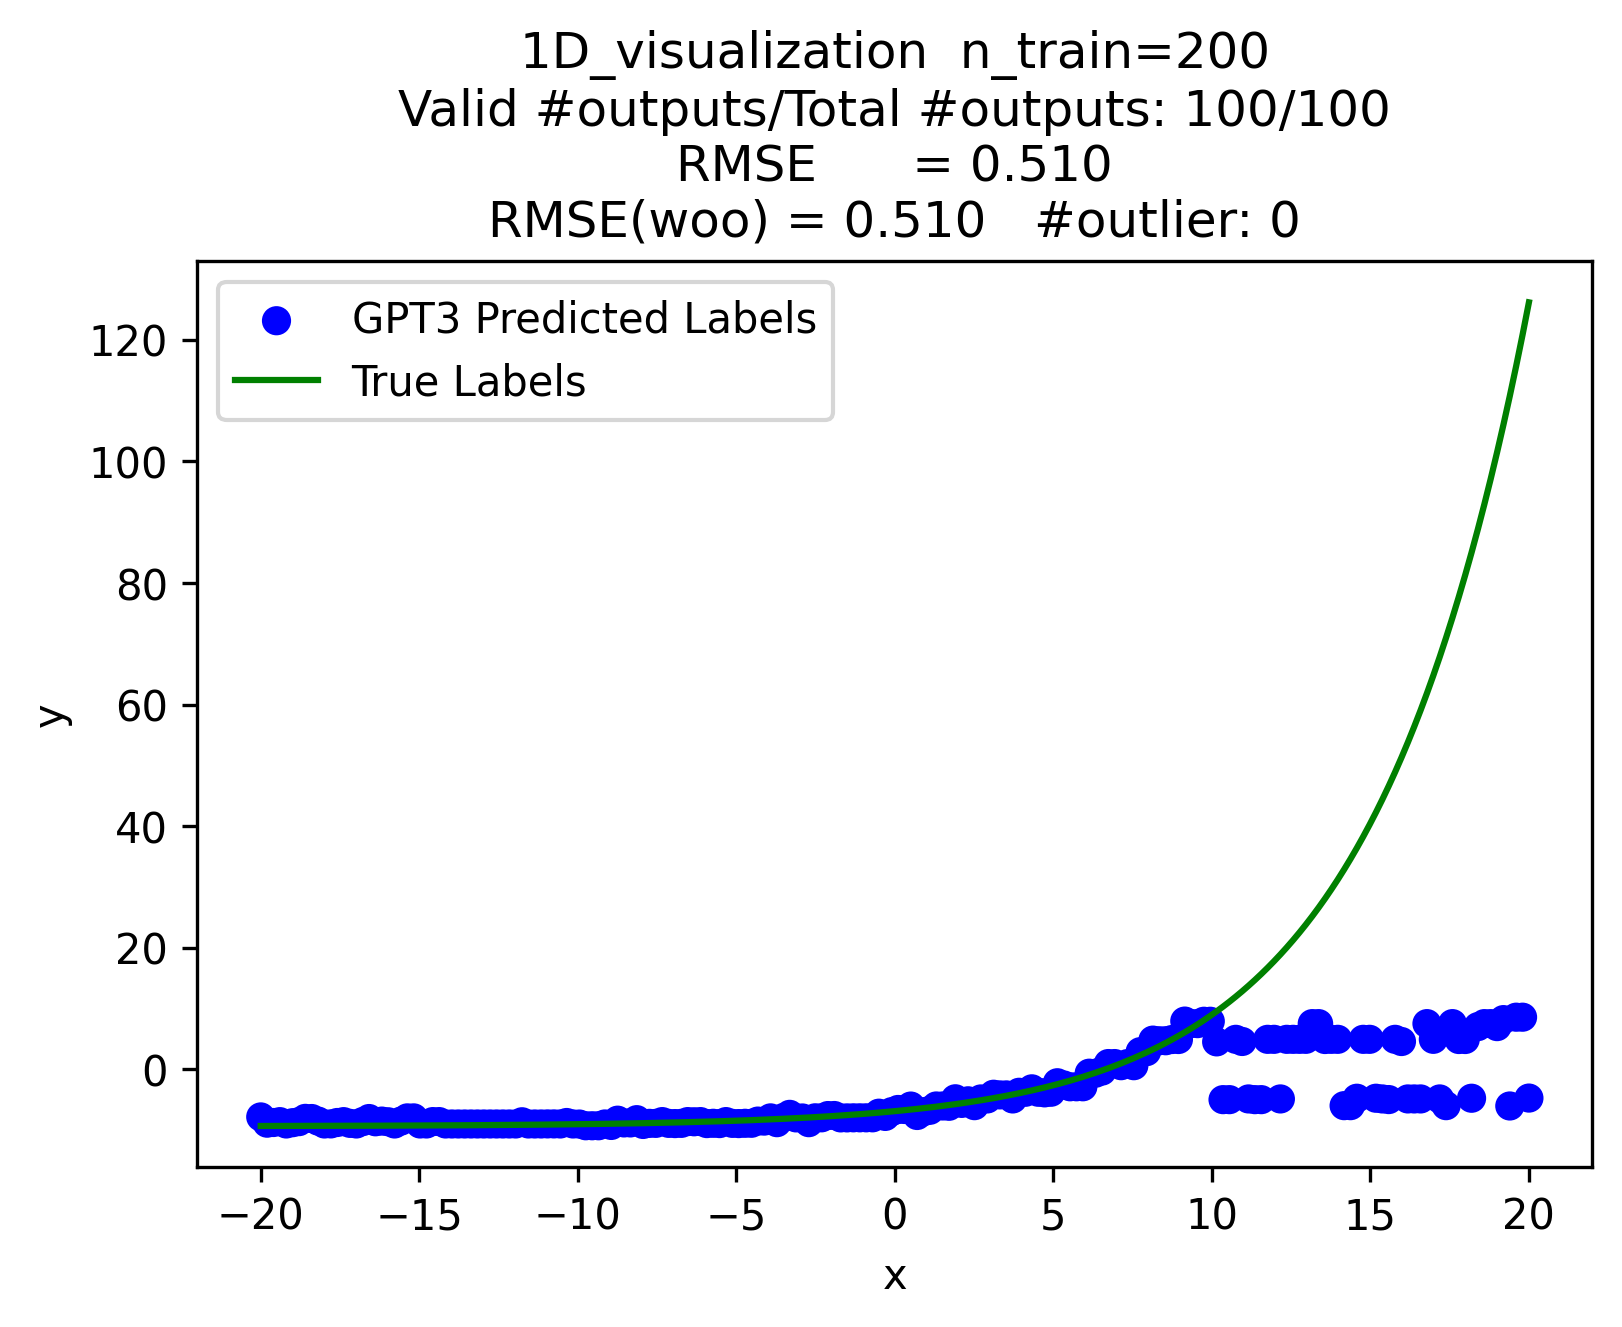 1D_visualization n_train=200
Valid #outputs/Total #outputs: 100/100
RMSE = 0.510
RMSE(woo) = 0.510 #outlier: 0
GPT3 Predicted Labels
True Labels
120
100
80
60
40
20
0
y
−20 −15 −10 −5 0 5 10 15 20
x